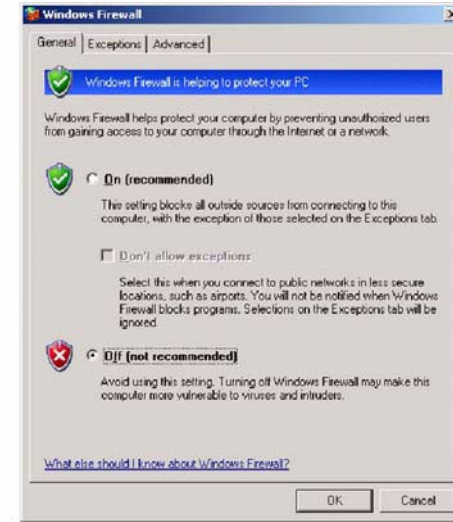 Windows Firewall
General Exceptions Advanced
Windows Firewall is helping to protect your PC
Windows Firewall helps protect your computer by preventing unauthorized users
from gaining access to your computer through the Internet or a network.
On (recommended)
This setting blocks all outside sources from connecting to this
computer, with the exception of those selected on the Exceptions tab.
Don't allow exceptions
Select this when you connect to public networks in less secure
locations, such as airports. You will not be notified when Windows
Firewall blocks programs. Selections on the Exceptions tab will be
ignored.
Off (not recommended)
Avoid using this setting. Turning off Windows Firewall may make this
computer more vulnerable to viruses and intruders.
What else should I know about Windows Firewall?
OK Cancel